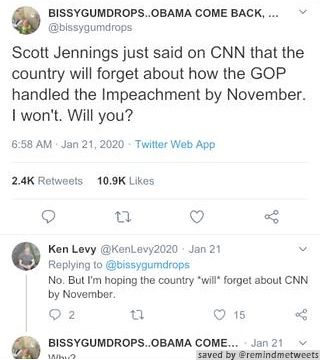 BISSYGUMDROPS..OBAMA COME BACK, ...
@bissygumdrops
Scott Jennings just said on CNN that the
country will forget about how the GOP
handled the Impeachment by November.
I won't. Will you?
6:58 AM · Jan 21, 2020 · Twitter Web App
2.4K Retweets 10.9K Likes
Ken Levy @KenLevy2020 · Jan 21
Replying to @bissygumdrops
No. But I'm hoping the country *will* forget about CNN
by November.
2 15
BISSYGUMDROPS..OBAMA COME... · Jan 21
Why?
saved by @remindmetweets